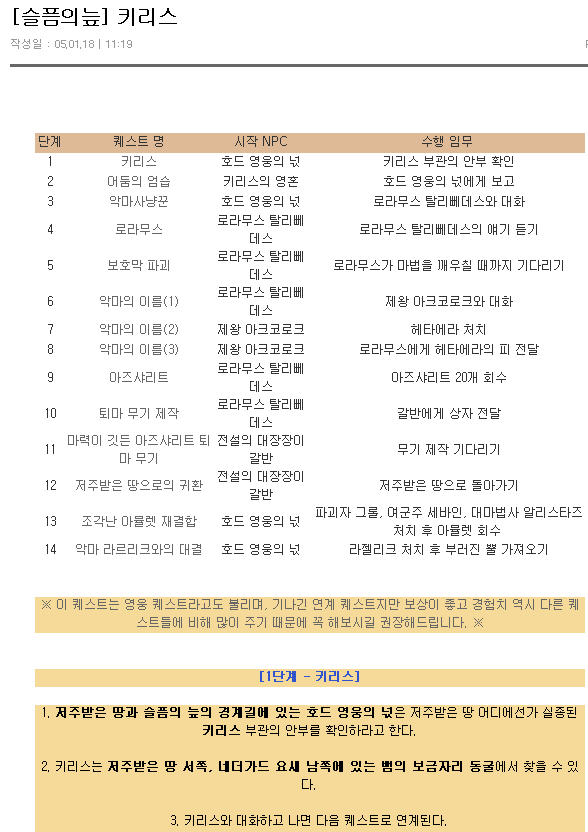 [슬픔의늪] 키리스
작성일 : 05.01.18 | 11:19
단계 퀘스트 명 시작 NPC 수행 임무
1 키리스 호드 영웅의 넋 키리스 부관의 안부 확인
2 어둠의 엄습 키리스의 영혼 호드 영웅의 넋에게 보고
3 악마사냥꾼 호드 영웅의 넋 로라무스 탈리뻬데스와 대화
4 로라무스 로라무스 탈리뻬
데스 로라무스 탈리뻬데스의 얘기 듣기
5 보호막 파괴 로라무스 탈리뻬
데스 로라무스가 마법을 깨우칠 때까지 기다리기
6 악마의 이름(1) 로라무스 탈리뻬
데스 제왕 아크코로크와 대화
7 악마의 이름(2) 제왕 아크코로크 헤타에라 처치
8 악마의 이름(3) 제왕 아크코로크 로라무스에게 헤타에라의 피 전달
9 아즈샤리트 로라무스 탈리뻬
데스 아즈샤리트 20개 회수
10 퇴마 무기 제작 로라무스 탈리뻬
데스 갈반에게 상자 전달
11 마력이 깃든 아즈샤리트 퇴
마 무기 전설의 대장장이
갈반 무기 제작 기다리기
12 저주받은 땅으로의 귀환 전설의 대장장이
갈반 저주받은 땅으로 돌아가기
13 조각난 아뮬렛 재결합 호드 영웅의 넋 파괴자 그롤, 여군주 세바인, 대마법사 알리스타즈
처치 후 아뮬렛 회수
14 악마 라르리크와의 대결 호드 영웅의 넋 라젤리크 처치 후 부러진 뿔 가져오기
※ 이 퀘스트는 영웅 퀘스트라고도 불리며, 기나긴 연계 퀘스트지만 보상이 좋고 경험치 역시 다른 퀘
스트들에 비해 많이 주기 때문에 꼭 해보시길 권장해드립니다. ※
[1단계 - 키리스]
1. 저주받은 땅과 슬픔의 늪의 경계길에 있는 호드 영웅의 넋은 저주받은 땅 어디에선가 실종된
키리스 부관의 안부를 확인하라고 한다.
2. 키리스는 저주받은 땅 서쪽, 네더가드 요새 남쪽에 있는 뻠의 보금자리 동굴에서 찾을 수 있
다.
3. 키리스와 대화하고 나면 다음 퀘스트로 연계된다.